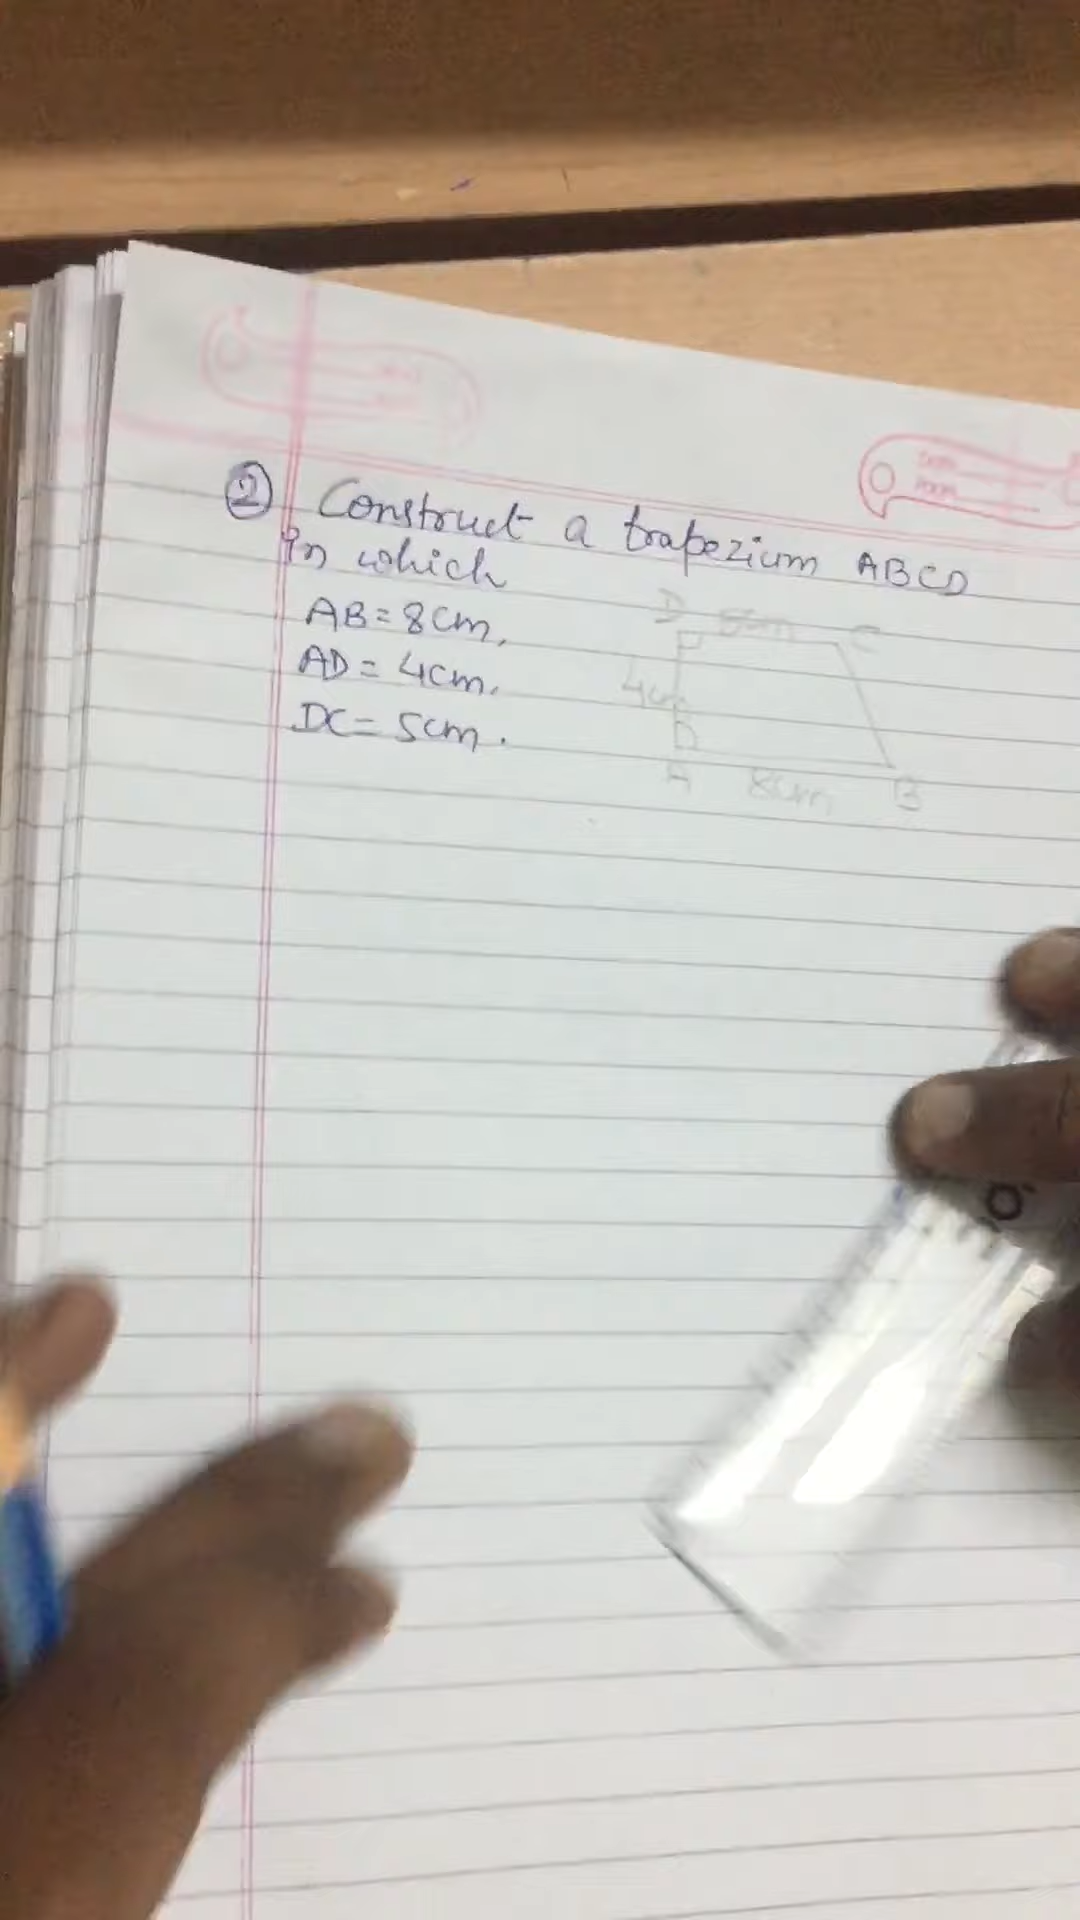 ② Construct a trapezium ABCD
in which
AB = 8cm,
AD = 4cm,
DC = 5cm.
D 5cm C
4cm
A 8cm B